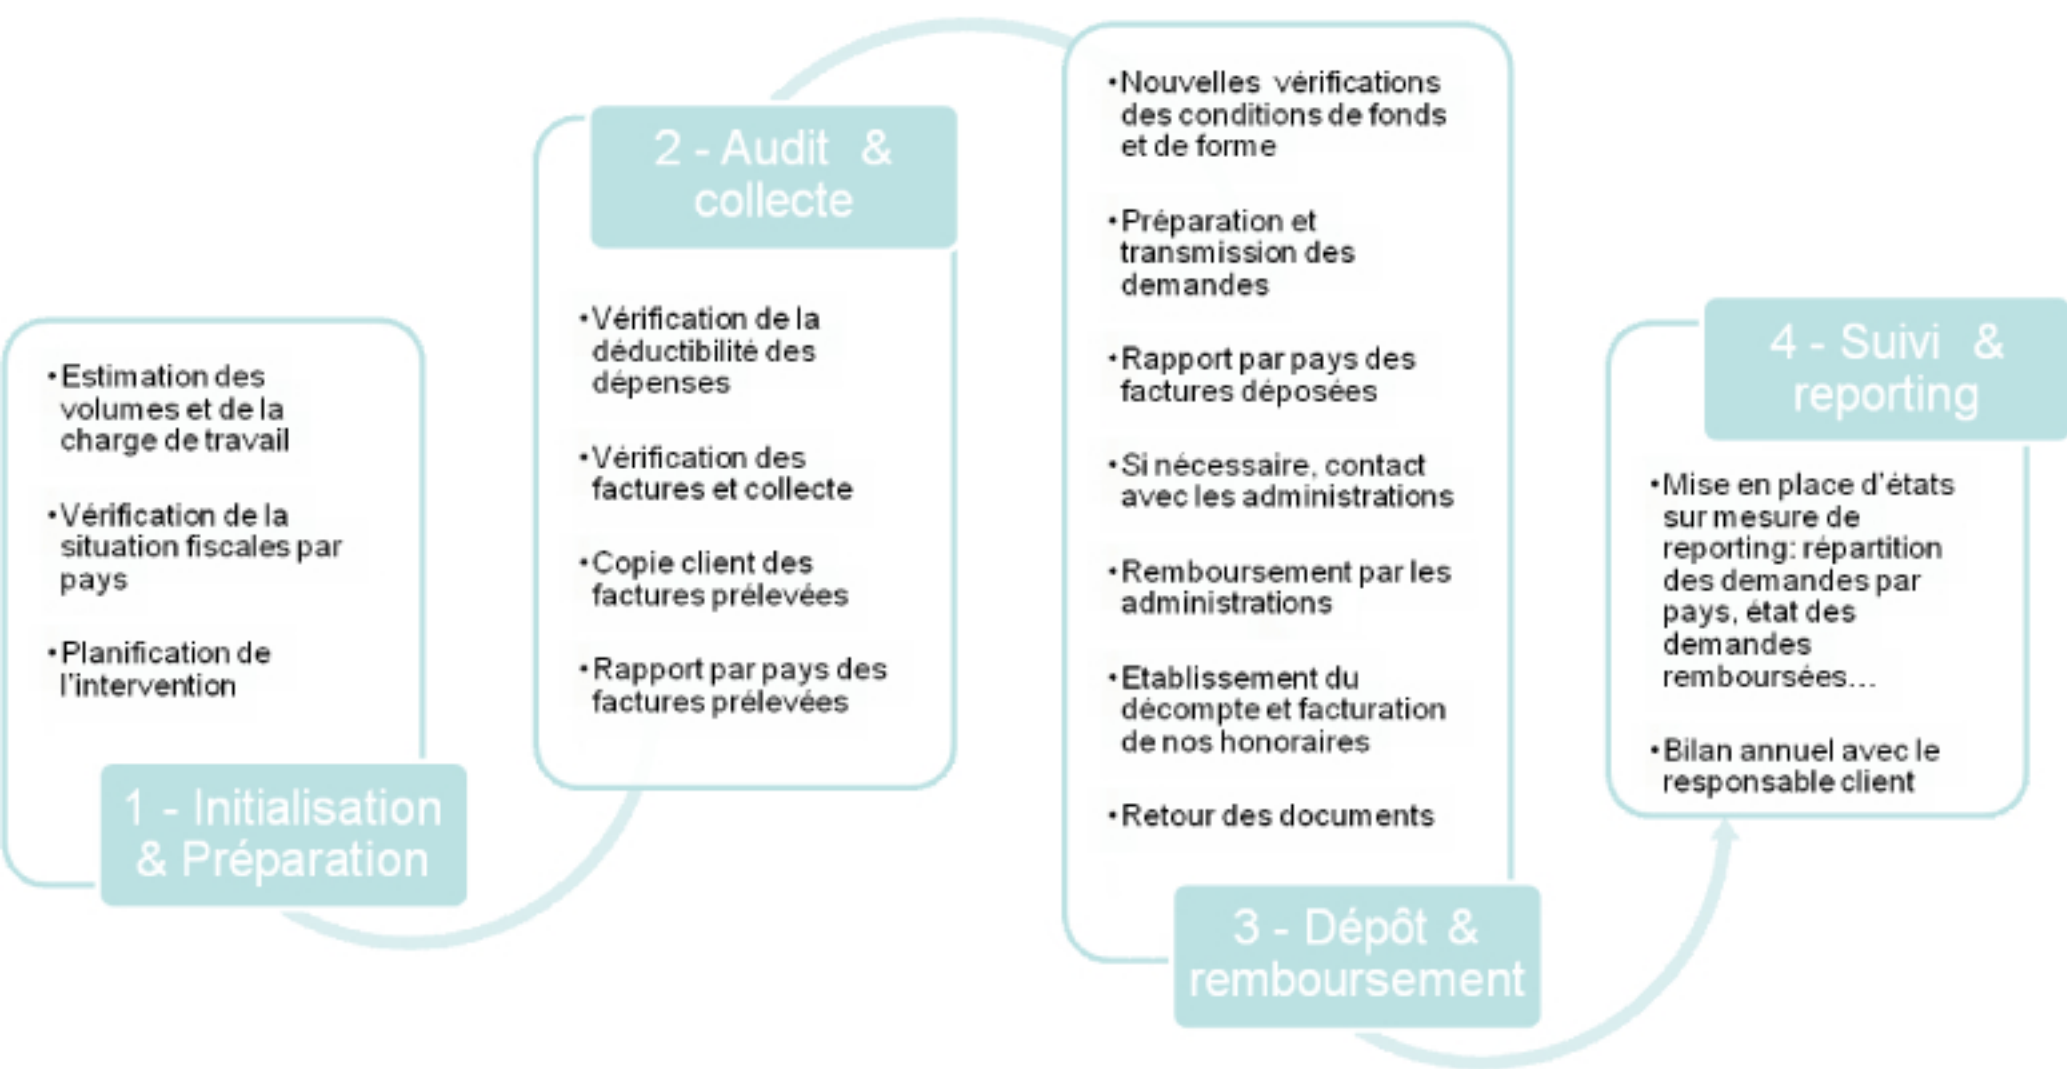 •Estimation des
volumes et de la
charge de travail
•Vérification de la
situation fiscales par
pays
•Planification de
l'intervention
1 - Initialisation
& Préparation
2 - Audit &
collecte
•Vérification de la
déductibilité des
dépenses
•Vérification des
factures et collecte
•Copie client des
factures prélevées
•Rapport par pays des
factures prélevées
•Nouvelles vérifications
des conditions de fonds
et de forme
•Préparation et
transmission des
demandes
•Rapport par pays des
factures déposées
•Si nécessaire, contact
avec les administrations
•Remboursement par les
administrations
•Etablissement du
décompte et facturation
de nos honoraires
•Retour des documents
3 - Dépôt &
remboursement
4 - Suivi &
reporting
•Mise en place d'états
sur mesure de
reporting: répartition
des demandes par
pays, état des
demandes
remboursées...
•Bilan annuel avec le
responsable client